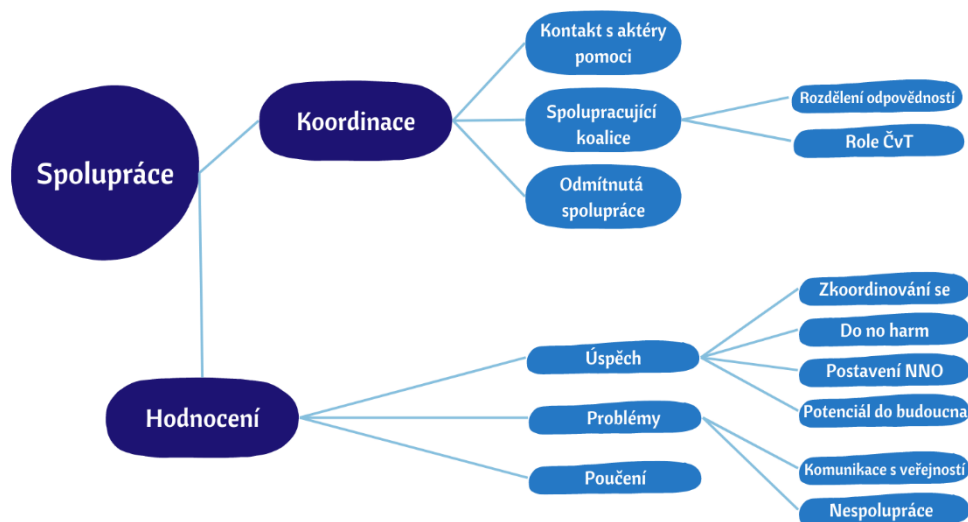 Spolupráce
Koordinace
Kontakt s aktéry
pomoci
Spolupracující
koalice
Rozdělení odpovědností
Role ČvT
Odmítnutá
spolupráce
Hodnocení
Úspěch
Zkoordinování se
Do no harm
Postavení NNO
Potenciál do budoucna
Problémy
Komunikace s veřejností
Nespolupráce
Poučení